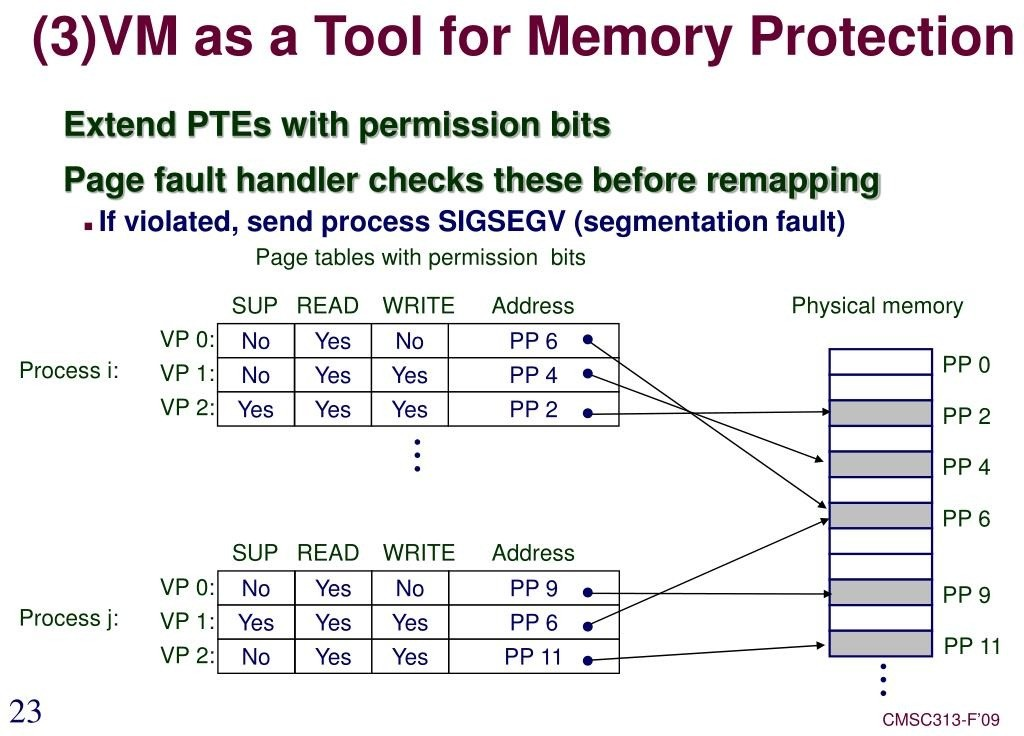 (3)VM as a Tool for Memory Protection
Extend PTEs with permission bits
Page fault handler checks these before remapping
If violated, send process SIGSEGV (segmentation fault)
Page tables with permission bits
SUP READ WRITE Address
Physical memory
Process i:
VP 0: No Yes No PP 6
VP 1: No Yes Yes PP 4
VP 2: Yes Yes Yes PP 2
PP 0
PP 2
PP 4
PP 6
PP 9
PP 11
SUP READ WRITE Address
Process j:
VP 0: No Yes No PP 9
VP 1: Yes Yes Yes PP 6
VP 2: No Yes Yes PP 11
23
CMSC313-F'09